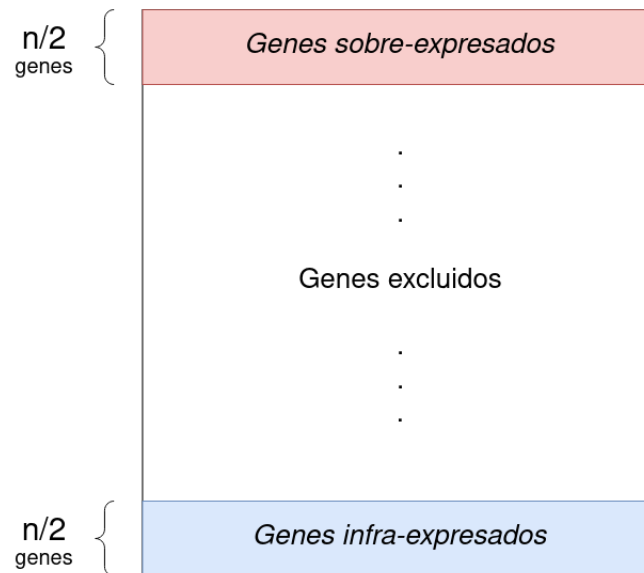 n/2
genes
Genes sobre-expresados
.
.
.
Genes excluidos
.
.
.
n/2
genes
Genes infra-expresados